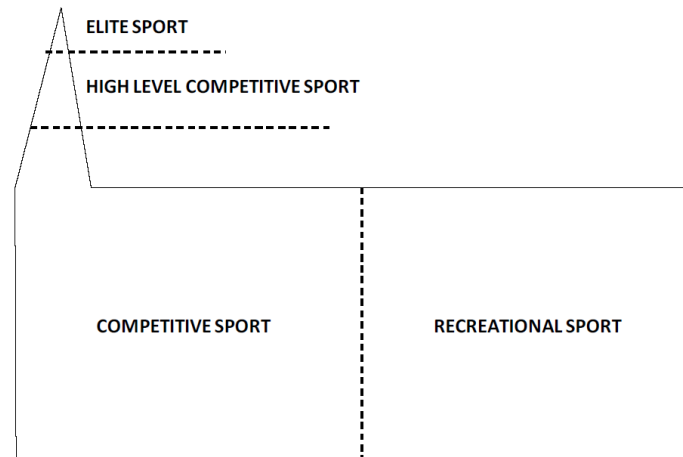 ELITE SPORT
HIGH LEVEL COMPETITIVE SPORT
COMPETITIVE SPORT
RECREATIONAL SPORT